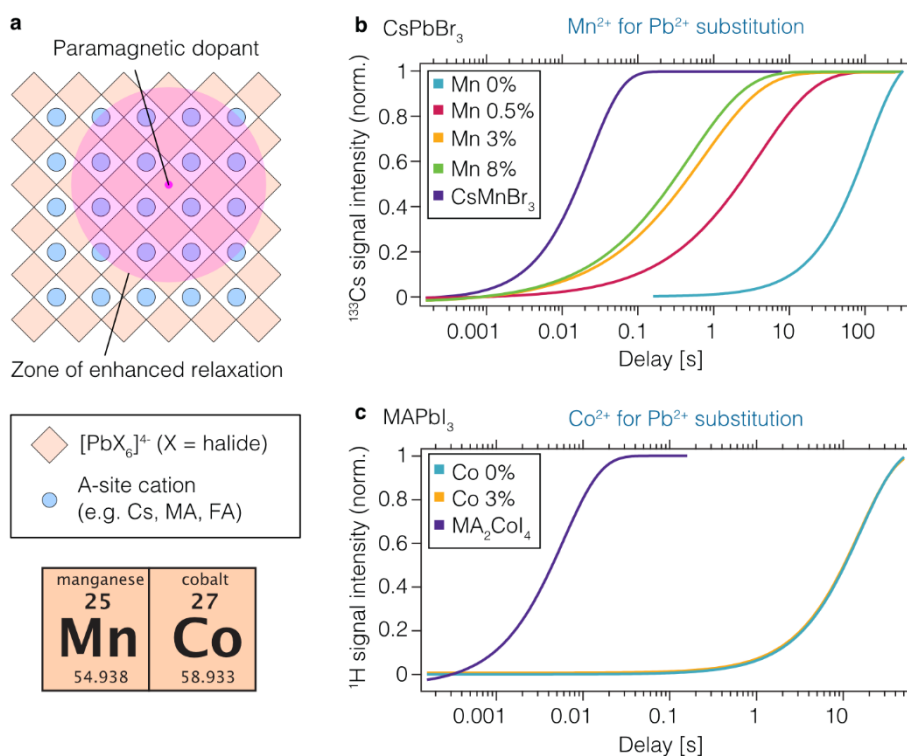 a
Paramagnetic dopant
Zone of enhanced relaxation
[PbX₆]⁴⁻ (X = halide)
A-site cation
(e.g. Cs, MA, FA)
manganese
25
Mn
54.938
cobalt
27
Co
58.933
b
CsPbBr₃
Mn²⁺ for Pb²⁺ substitution
¹³³Cs signal intensity (norm.)
1
0.8
0.6
0.4
0.2
0
Mn 0%
Mn 0.5%
Mn 3%
Mn 8%
CsMnBr₃
0.001 0.01 0.1 1 10 100
Delay [s]
c
MAPbI₃
Co²⁺ for Pb²⁺ substitution
¹H signal intensity (norm.)
1
0.8
0.6
0.4
0.2
0
Co 0%
Co 3%
MA₂CoI₄
0.001 0.01 0.1 1 10
Delay [s]